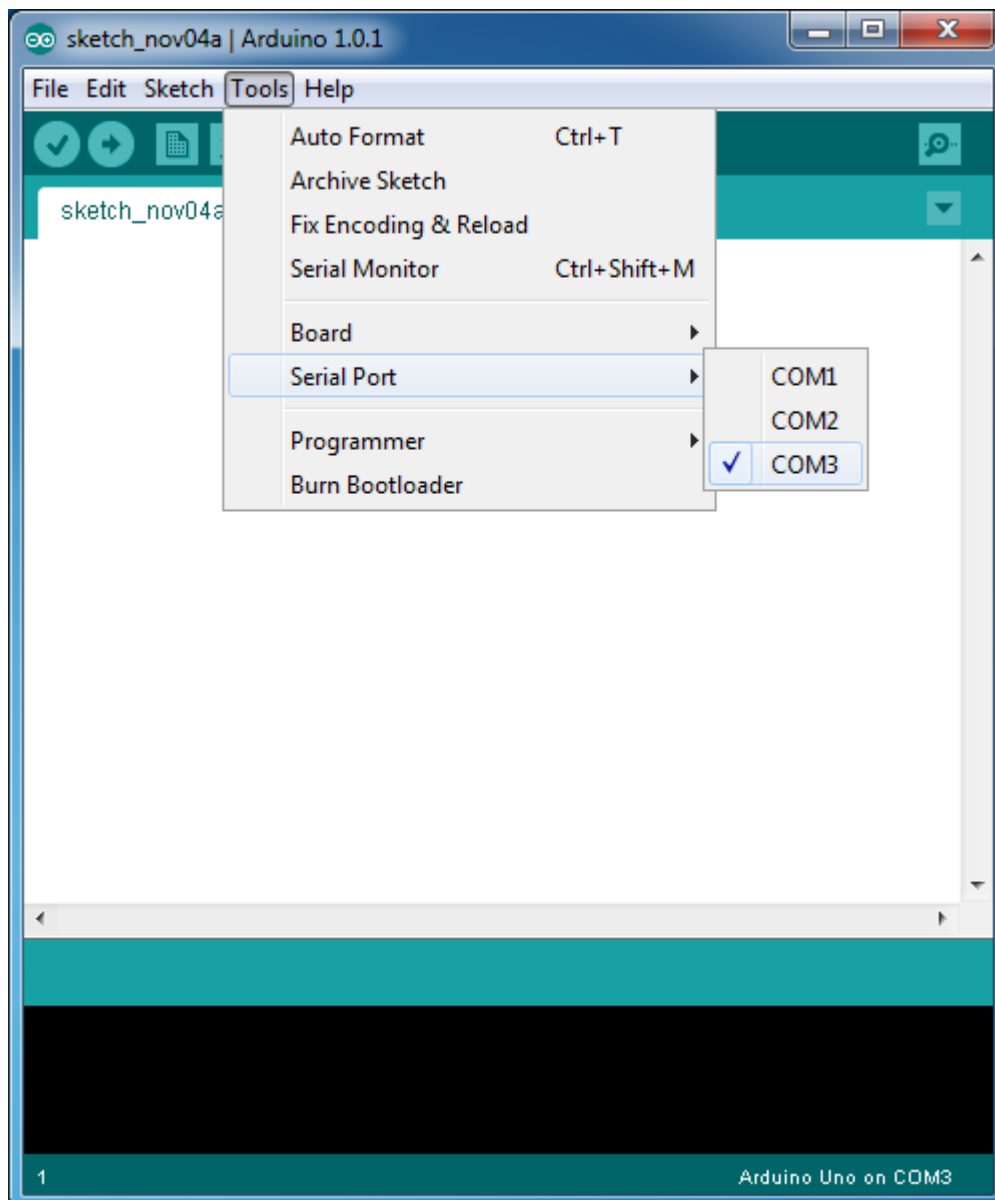 sketch_nov04a | Arduino 1.0.1
File Edit Sketch Tools Help
Auto Format Ctrl+T
Archive Sketch
sketch_nov04a
Fix Encoding & Reload
Serial Monitor Ctrl+Shift+M
Board
Serial Port
COM1
COM2
COM3
Programmer
Burn Bootloader
1 Arduino Uno on COM3